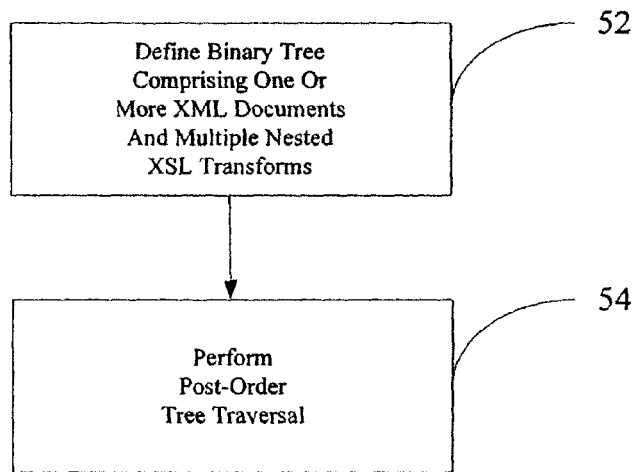 52
Define Binary Tree
Comprising One Or
More XML Documents
And Multiple Nested
XSL Transforms
54
Perform
Post-Order
Tree Traversal